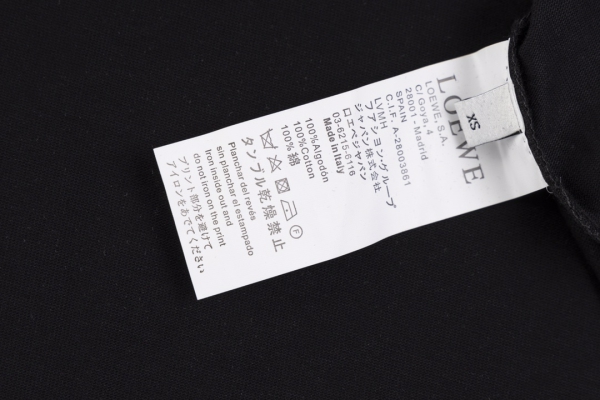 LOEWE
XS
LOEWE, S.A.
C/ Goya, 4
28001 - Madrid
SPAIN
C.I.F. A-28003861
LVMH
ファション・グループ
ジャパン株式会社
ロエベジャパン
03-6215-6116
Made in Italy
100%Algodón
100%Cotton
100% 綿
タンブル乾燥禁止
Planchar del revés
sin planchar el estampado
Iron inside out end
do not iron on the print
プリント部分を避けて
アイロンをあててください